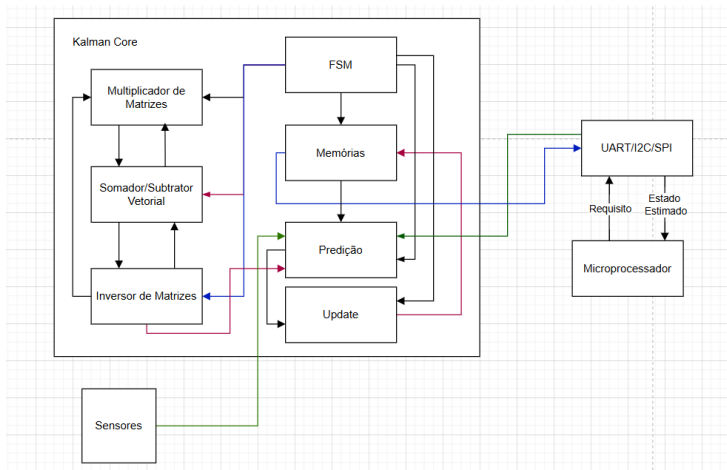 Kalman Core
FSM
Multiplicador de
Matrizes
Memórias
UART/I2C/SPI
Somador/Subtrator
Vetorial
Requisito
Estado
Estimado
Predição
Microprocessador
Inversor de Matrizes
Update
Sensores